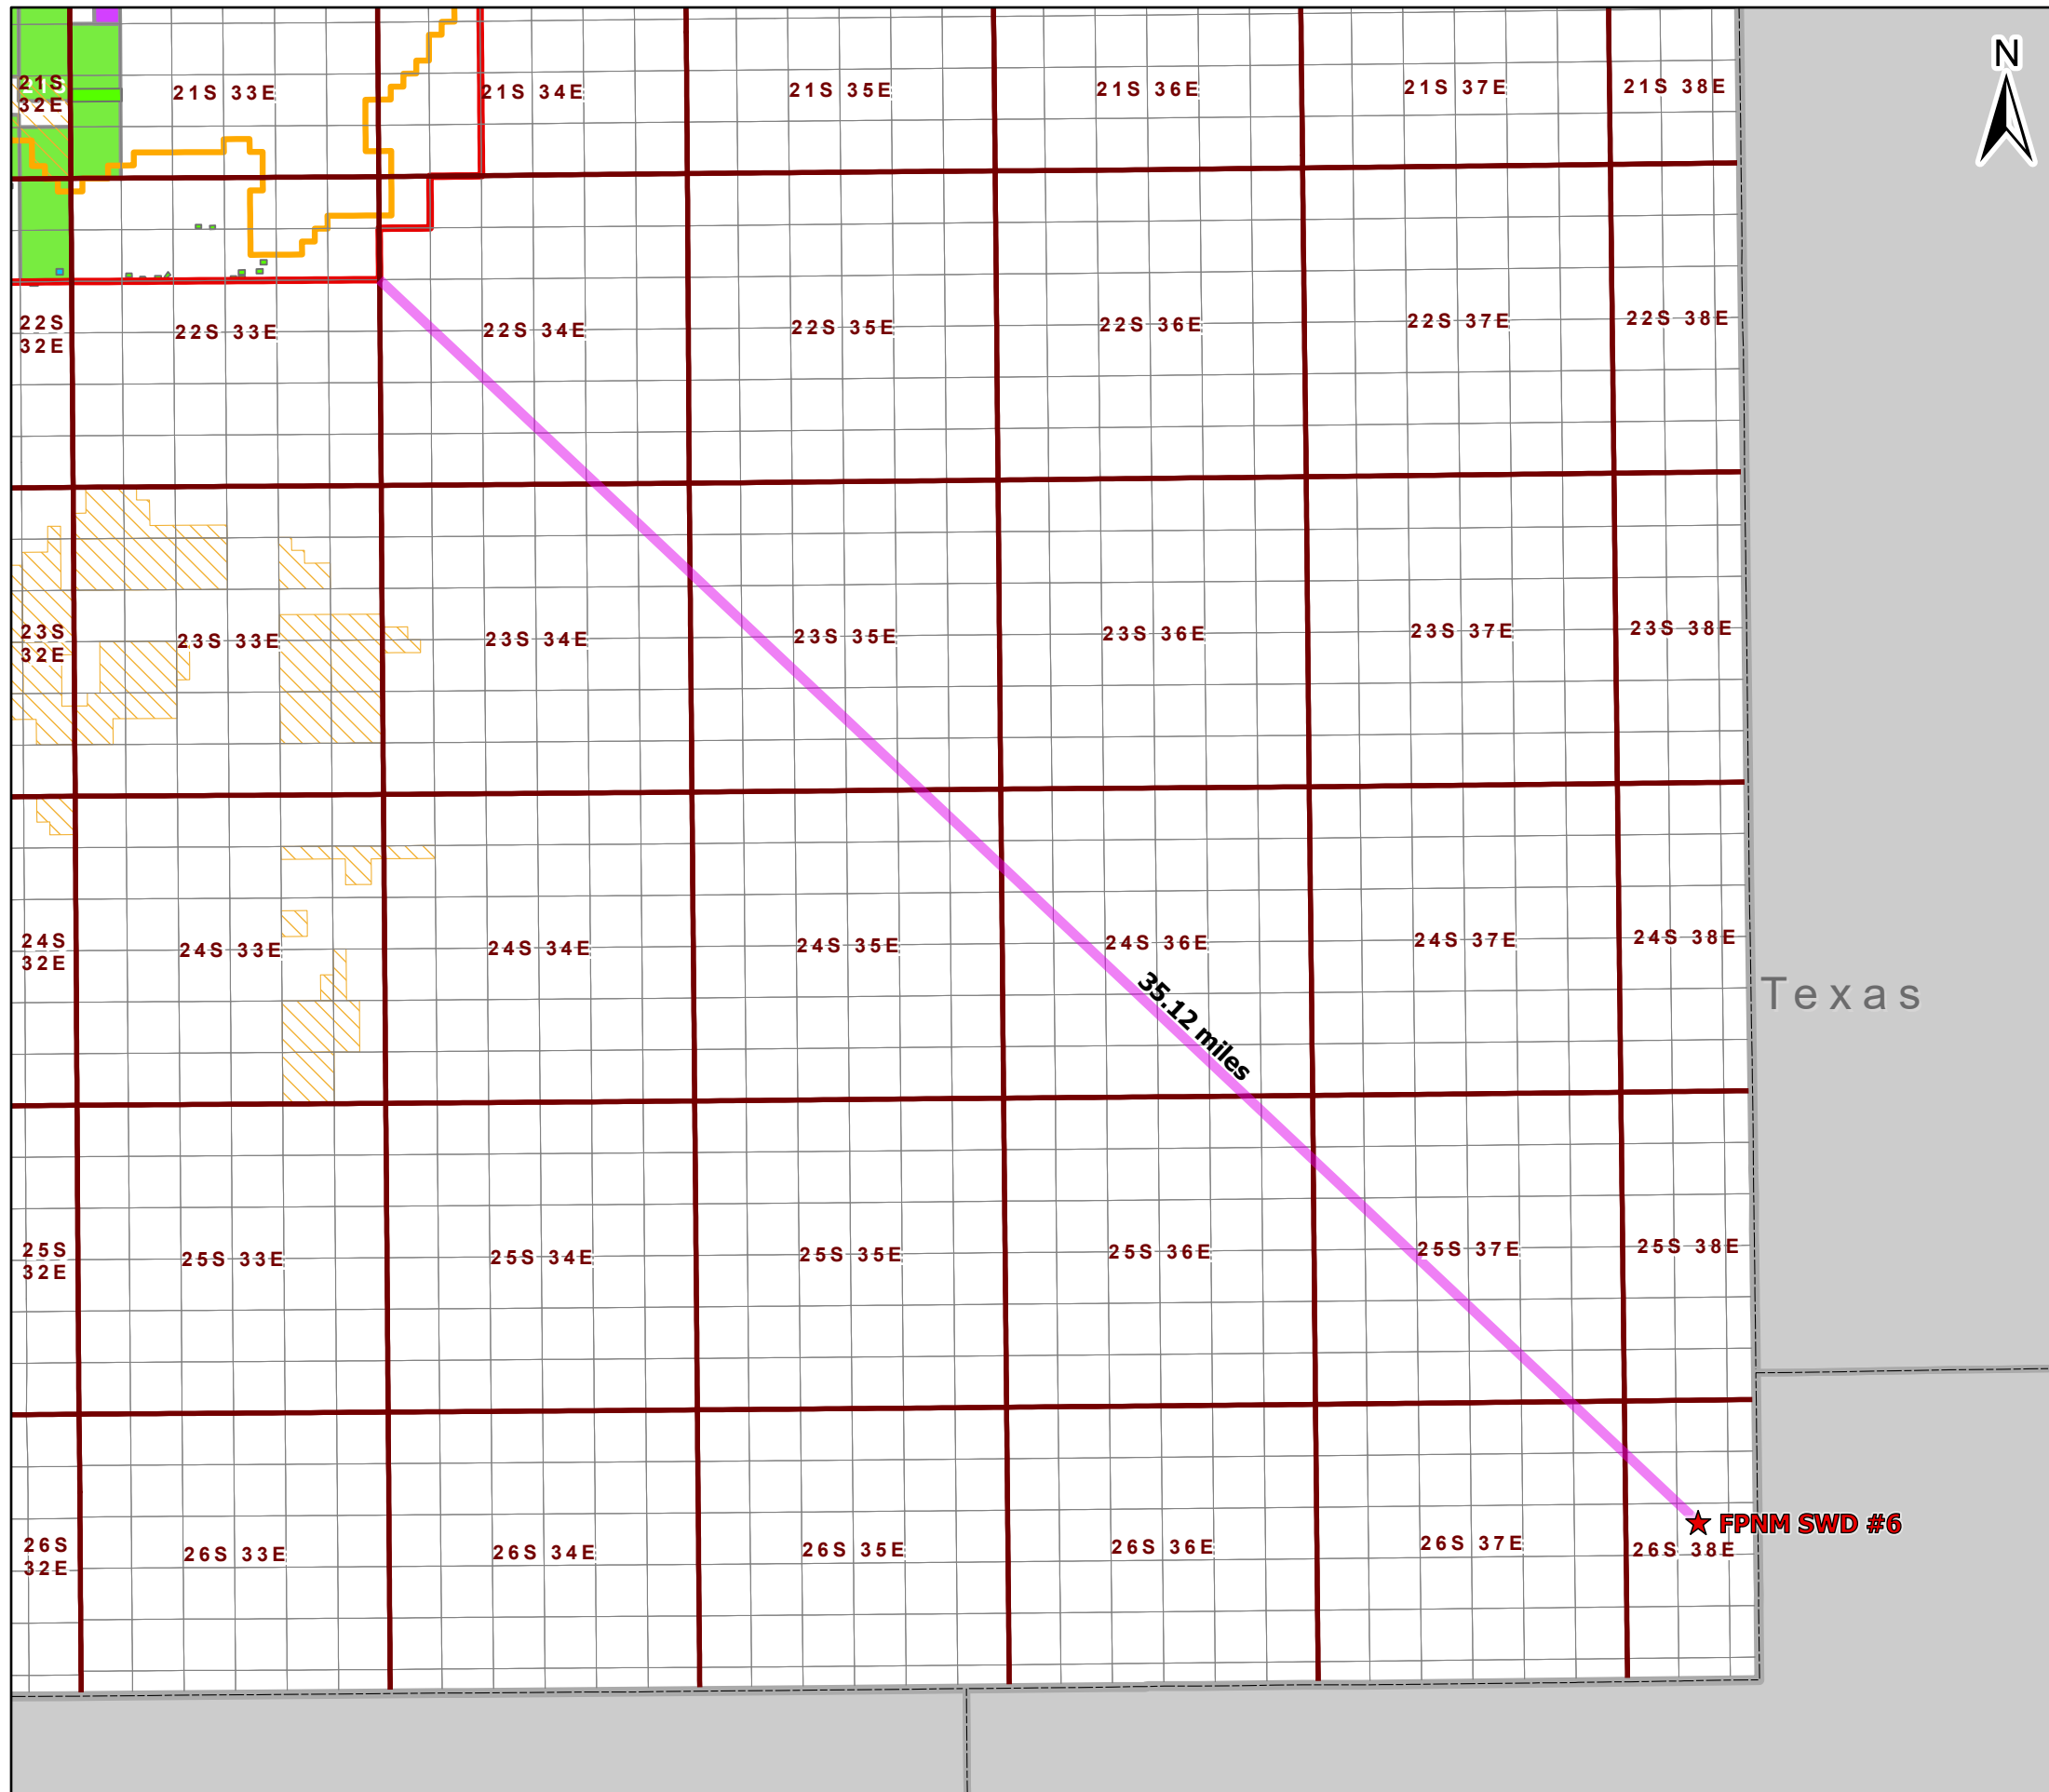 N
21S
32E
21S 33E
21S 34E
21S 35E
21S 36E
21S 37E
21S 38E
22S
32E
22S 33E
22S 34E
22S 35E
22S 36E
22S 37E
22S 38E
23S
32E
23S 33E
23S 34E
23S 35E
23S 36E
23S 37E
23S 38E
24S
32E
24S 33E
24S 34E
24S 35E
24S 36E
24S 37E
24S 38E
Texas
35.12 miles
25S
32E
25S 33E
25S 34E
25S 35E
25S 36E
25S 37E
25S 38E
FPNM SWD #6
26S
32E
26S 33E
26S 34E
26S 35E
26S 36E
26S 37E
26S 38E